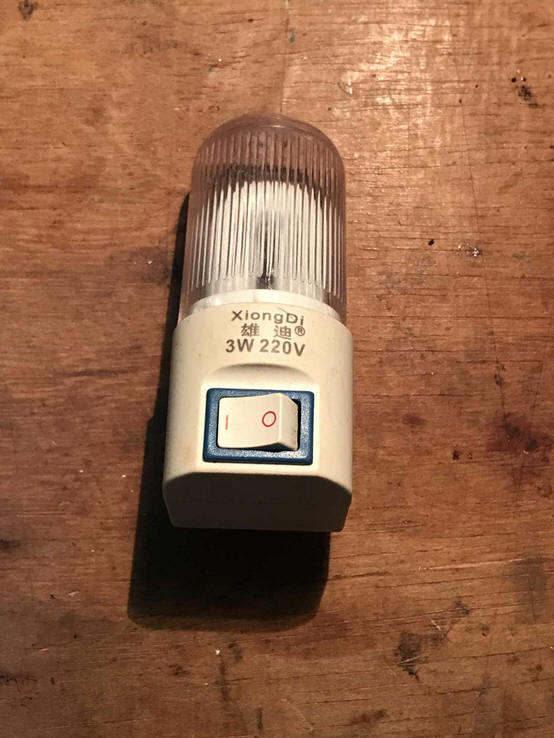 XiongDi
雄 迪®
3W 220V
I O